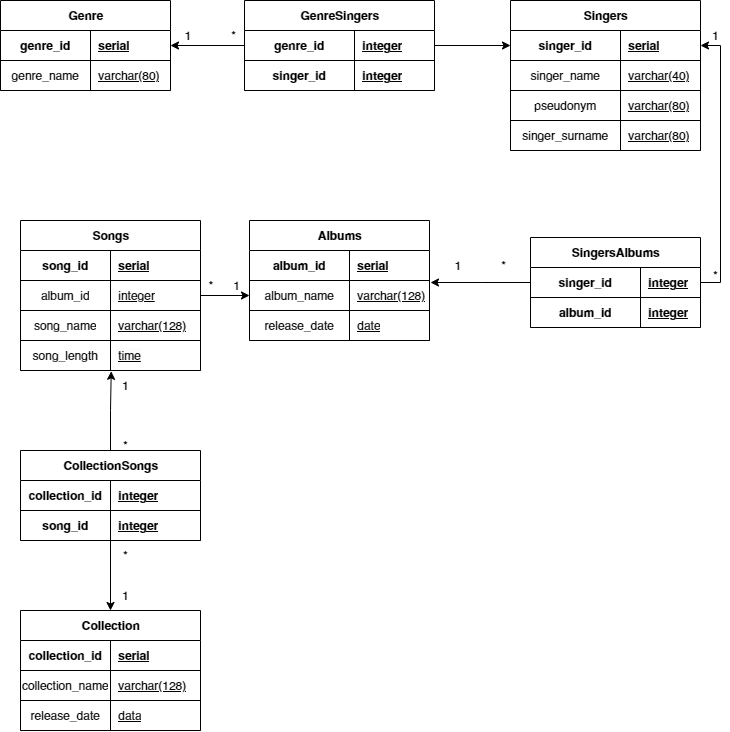 Genre
genre_id serial
genre_name varchar(80)
1 *
GenreSingers
genre_id integer
singer_id integer
Singers
singer_id serial
singer_name varchar(40)
pseudonym varchar(80)
singer_surname varchar(80)
1
Songs
song_id serial
album_id integer
song_name varchar(128)
song_length time
* 1
Albums
album_id serial
album_name varchar(128)
release_date date
1 *
SingersAlbums
singer_id integer
album_id integer
*
1
*
CollectionSongs
collection_id integer
song_id integer
*
1
Collection
collection_id serial
collection_name varchar(128)
release_date data